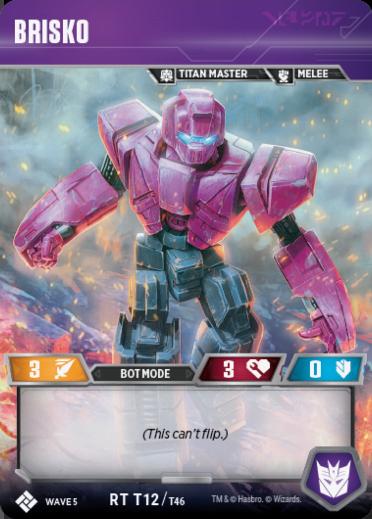 BRISKO
TITAN MASTER
MELEE
3
BOT MODE
3
0
(This can't flip.)
WAVE 5
RT T12/T46
TM & © Hasbro. © Wizards.